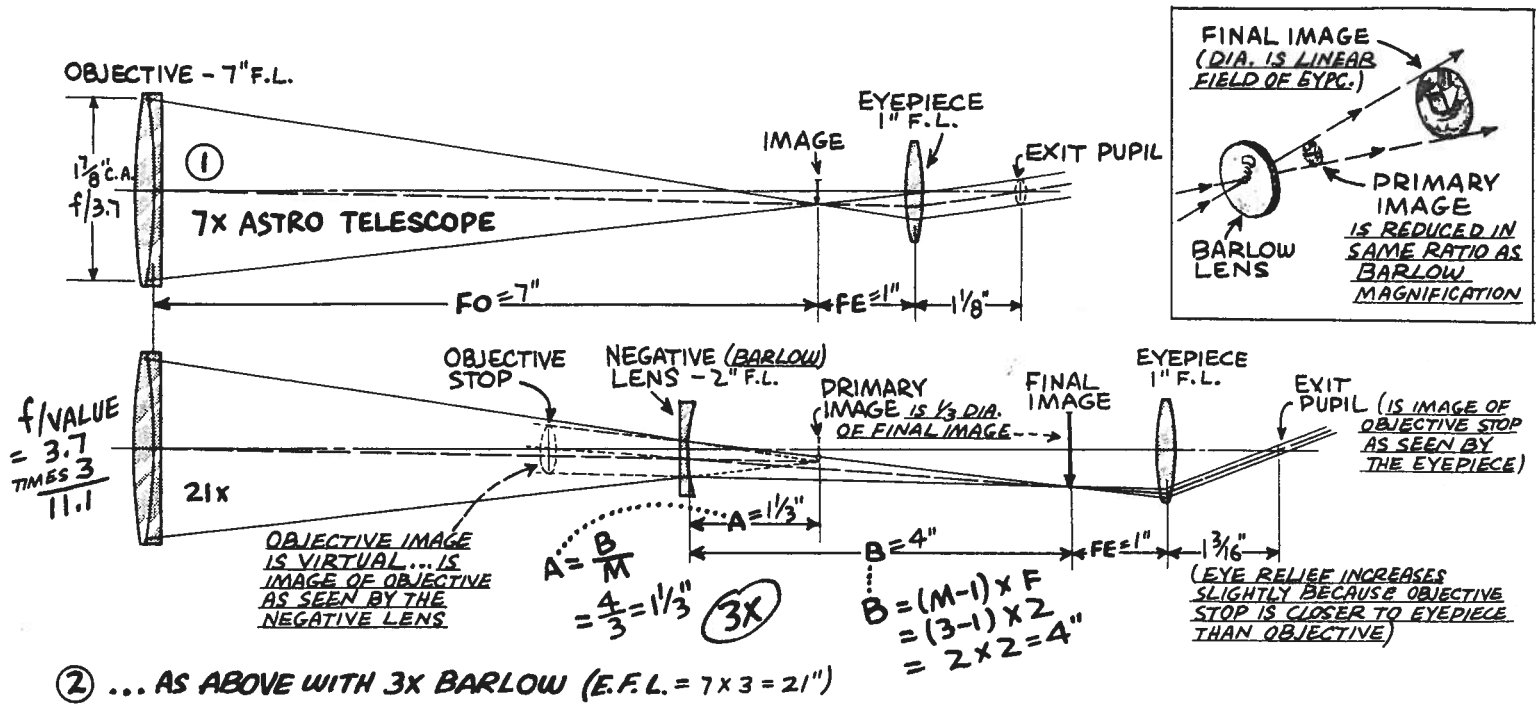 OBJECTIVE - 7" F.L.
1 7/8" C.A.
f/3.7
①
7X ASTRO TELESCOPE
IMAGE
EYEPIECE
1" F.L.
EXIT PUPIL
FO = 7"
FE = 1"
1 1/8"
FINAL IMAGE
(DIA. IS LINEAR
FIELD OF EYPC.)
PRIMARY
IMAGE
IS REDUCED IN
SAME RATIO AS
BARLOW
MAGNIFICATION
BARLOW
LENS
f/VALUE
= 3.7
TIMES 3
11.1
21X
OBJECTIVE
STOP
NEGATIVE (BARLOW)
LENS - 2" F.L.
PRIMARY
IMAGE IS 1/3 DIA.
OF FINAL IMAGE
FINAL
IMAGE
EYEPIECE
1" F.L.
EXIT
PUPIL (IS IMAGE OF
OBJECTIVE STOP
AS SEEN BY
THE EYEPIECE)
OBJECTIVE IMAGE
IS VIRTUAL... IS
IMAGE OF OBJECTIVE
AS SEEN BY THE
NEGATIVE LENS
A = 1 1/3"
A = B/M
= 4/3 = 1 1/3"
3X
B = 4"
B = (M-1) X F
= (3-1) X 2
= 2 X 2 = 4"
FE = 1"
1 3/16"
(EYE RELIEF INCREASES
SLIGHTLY BECAUSE OBJECTIVE
STOP IS CLOSER TO EYEPIECE
THAN OBJECTIVE)
② ... AS ABOVE WITH 3X BARLOW (E.F.L. = 7 X 3 = 21")